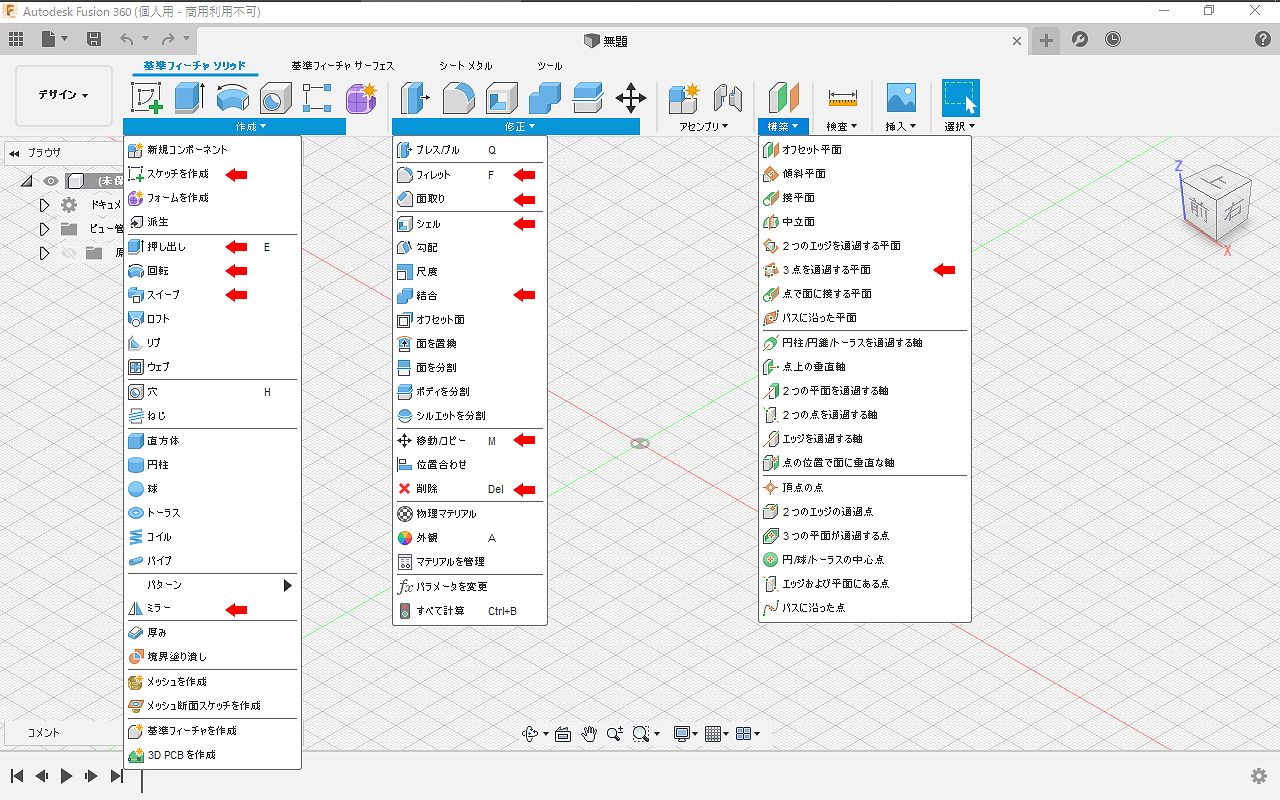 Autodesk Fusion 360 (個人用 - 商用利用不可)
無題
基準フィーチャ ソリッド
基準フィーチャ サーフェス
シート メタル
ツール
デザイン
作成
修正
アセンブリ
構築
検査
挿入
選択
ブラウザ
(未保
ドキュメ
ビュー管
原
コメント
新規コンポーネント
スケッチを作成
フォームを作成
派生
押し出し E
回転
スイープ
ロフト
リブ
ウェブ
穴 H
ねじ
直方体
円柱
球
トーラス
コイル
パイプ
パターン
ミラー
厚み
境界塗り潰し
メッシュを作成
メッシュ断面スケッチを作成
基準フィーチャを作成
3D PCB を作成
プレス/プル Q
フィレット F
面取り
シェル
勾配
尺度
結合
オフセット面
面を置換
面を分割
ボディを分割
シルエットを分割
移動/コピー M
位置合わせ
削除 Del
物理マテリアル
外観 A
マテリアルを管理
fx パラメータを変更
すべて計算 Ctrl+B
オフセット平面
傾斜平面
接平面
中立面
2 つのエッジを通過する平面
3 点を通過する平面
点で面に接する平面
パスに沿った平面
円柱/円錐/トーラスを通過する軸
点上の垂直軸
2 つの平面を通過する軸
2 つの点を通過する軸
エッジを通過する軸
点の位置で面に垂直な軸
頂点の点
2 つのエッジの通過点
3 つの平面が通過する点
円/球/トーラスの中心点
エッジおよび平面にある点
パスに沿った点
Z
上
前
右
X